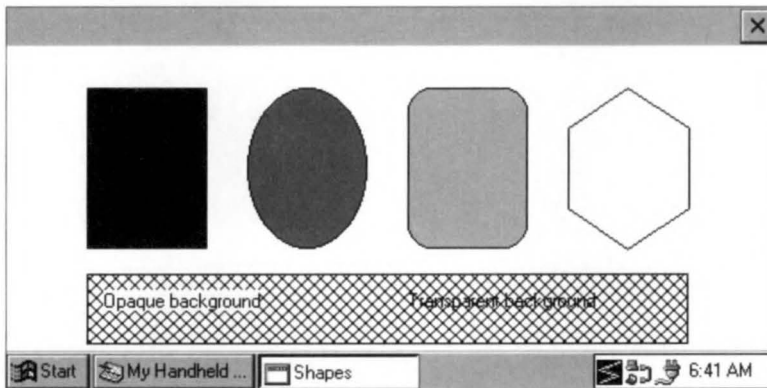 Opaque background
Transparent background
Start
My Handheld ...
Shapes
6:41 AM